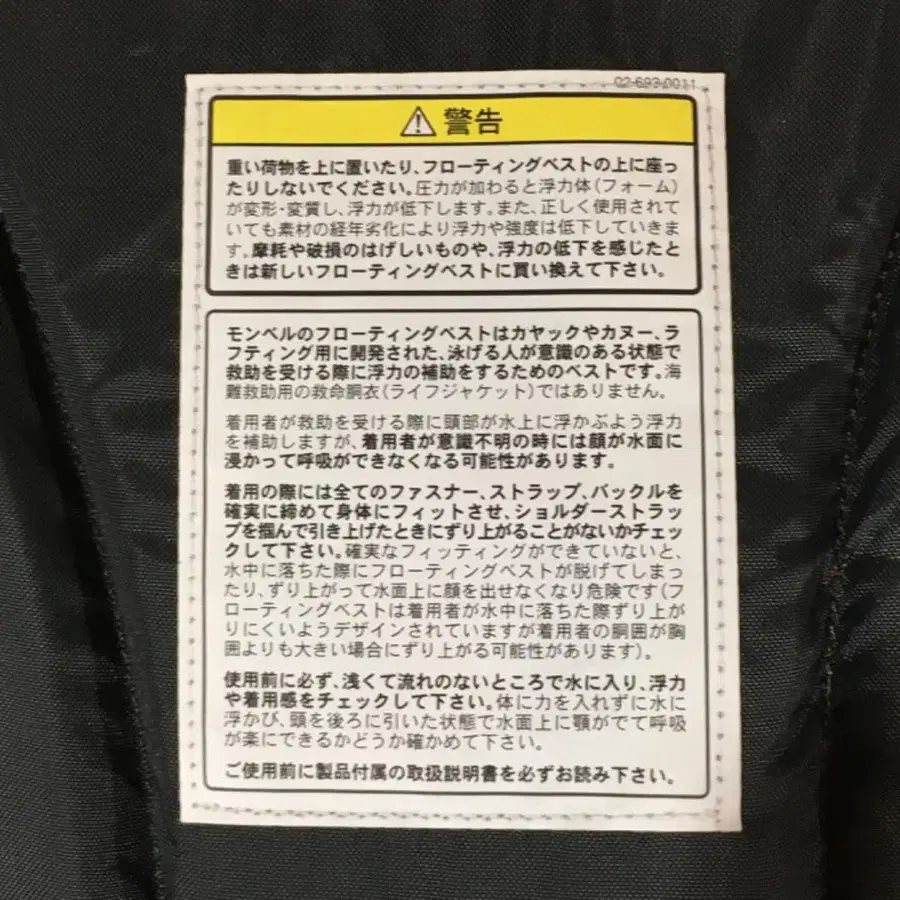 02-693-0011
警告
重い荷物を上に置いたり、フローティングベストの上に座っ
たりしないでください。圧力が加わると浮力体(フォーム)
が変形・変質し、浮力が低下します。また、正しく使用されて
いても素材の経年劣化により浮力や強度は低下していきま
す。摩耗や破損のはげしいものや、浮力の低下を感じたと
きは新しいフローティングベストに買い換えて下さい。
モンベルのフローティングベストはカヤックやカヌー、ラ
フティング用に開発された、泳げる人が意識のある状態で
救助を受ける際に浮力の補助をするためのベストです。海
難救助用の救命胴衣(ライフジャケット)ではありません。
着用者が救助を受ける際に頭部が水上に浮かぶよう浮力
を補助しますが、着用者が意識不明の時には顔が水面に
浸かって呼吸ができなくなる可能性があります。
着用の際には全てのファスナー、ストラップ、バックルを
確実に締めて身体にフィットさせ、ショルダーストラッ
プを掴んで引き上げたときにずり上がることがないかチェッ
クして下さい。確実なフィッティングができていないと、
水中に落ちた際にフローティングベストが脱げてしまっ
たり、ずり上がって水面上に顔を出せなくなり危険です(フ
ローティングベストは着用者が水中に落ちた際ずり上が
りにくいようデザインされていますが着用者の胴囲が胸
囲よりも大きい場合にずり上がる可能性があります)。
使用前に必ず、浅くて流れのないところで水に入り、浮力
や着用感をチェックして下さい。体に力を入れずに水に
浮かび、頭を後ろに引いた状態で水面上に顎がでて呼吸
が楽にできるかどうか確かめて下さい。
ご使用前に製品付属の取扱説明書を必ずお読み下さい。